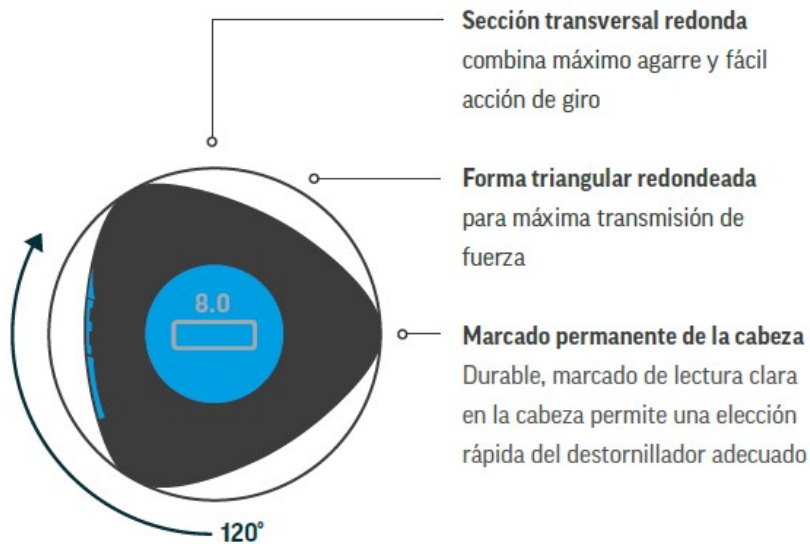 Sección transversal redonda
combina máximo agarre y fácil
acción de giro
Forma triangular redondeada
para máxima transmisión de
fuerza
8.0
Marcado permanente de la cabeza
Durable, marcado de lectura clara
en la cabeza permite una elección
rápida del destornillador adecuado
120°